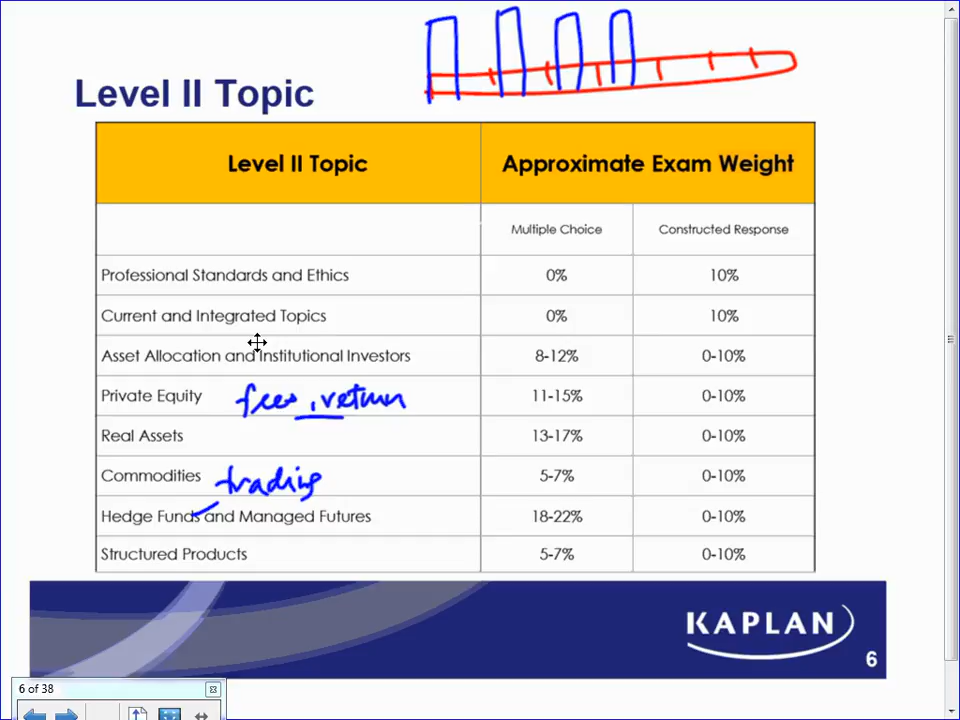 Level II Topic
Level II Topic Approximate Exam Weight
Multiple Choice Constructed Response
Professional Standards and Ethics 0% 10%
Current and Integrated Topics 0% 10%
Asset Allocation and Institutional Investors 8-12% 0-10%
Private Equity fees, return 11-15% 0-10%
Real Assets 13-17% 0-10%
Commodities trading 5-7% 0-10%
Hedge Funds and Managed Futures 18-22% 0-10%
Structured Products 5-7% 0-10%
KAPLAN
6
6 of 38